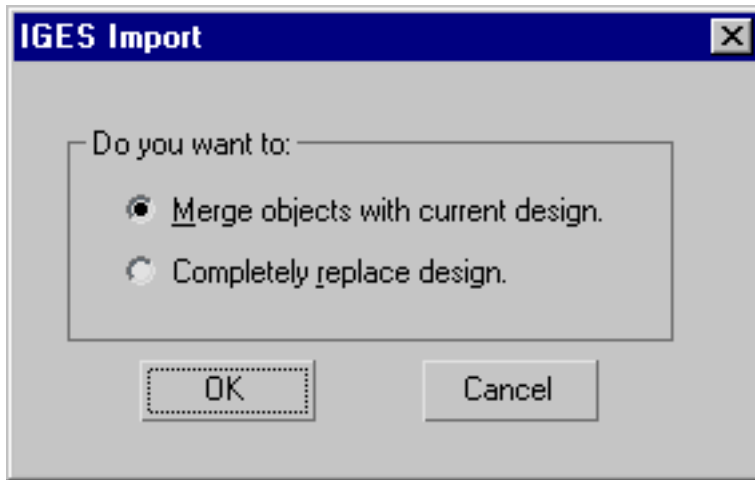 IGES Import
Do you want to:
Merge objects with current design.
Completely replace design.
OK Cancel